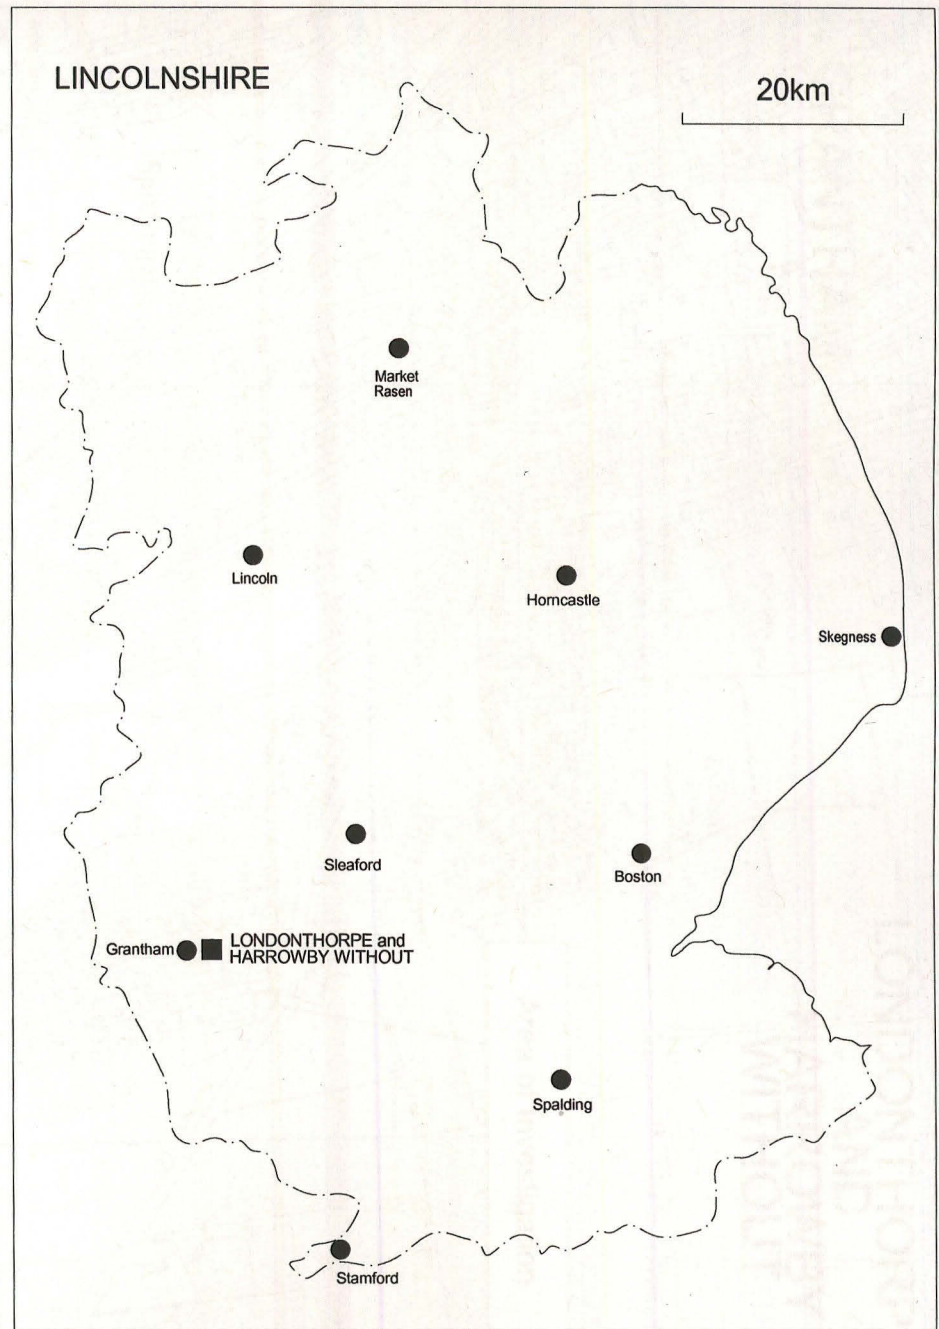 LINCOLNSHIRE
20km
Market
Rasen
Lincoln
Horncastle
Skegness
Sleaford
Boston
Grantham
LONDONTHORPE and
HARROWBY WITHOUT
Spalding
Stamford